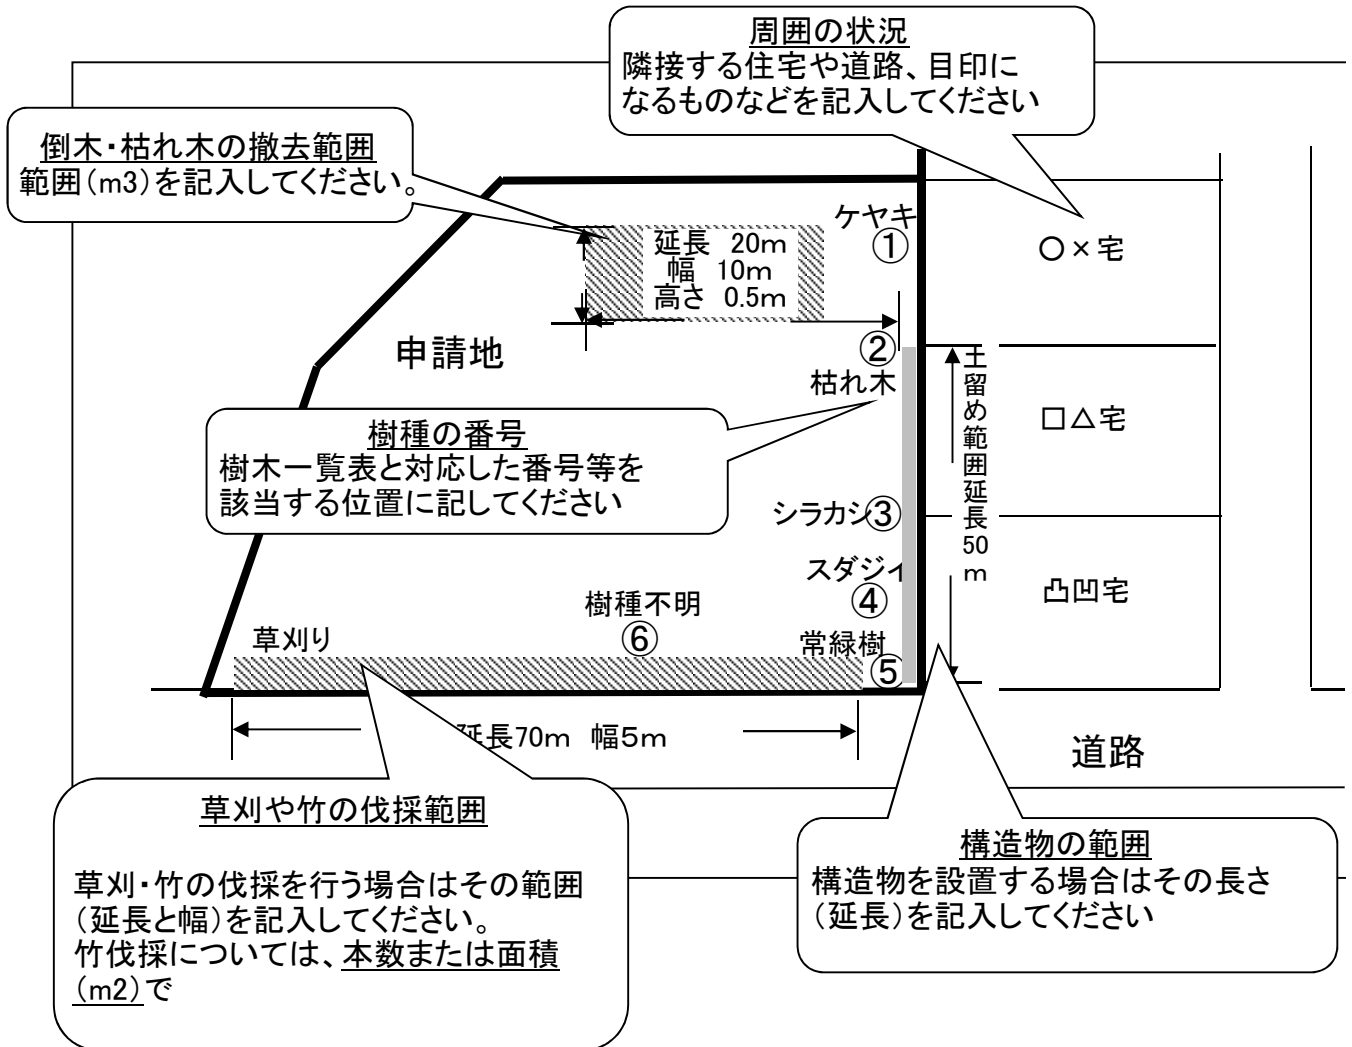 周囲の状況
隣接する住宅や道路、目印に
なるものなどを記入してください
倒木・枯れ木の撤去範囲
範囲(m3)を記入してください。
ケヤキ
①
延長 20m
幅 10m
高さ 0.5m
○×宅
申請地
②
枯れ木
土留め範囲延長50m
□△宅
樹種の番号
樹木一覧表と対応した番号等を
該当する位置に記してください
シラカシ③
スダジイ
④
凸凹宅
樹種不明
⑥
草刈り
常緑樹
⑤
延長70m 幅5m
道路
草刈や竹の伐採範囲
草刈・竹の伐採を行う場合はその範囲
(延長と幅)を記入してください。
竹伐採については、本数または面積
(m2)で
構造物の範囲
構造物を設置する場合はその長さ
(延長)を記入してください